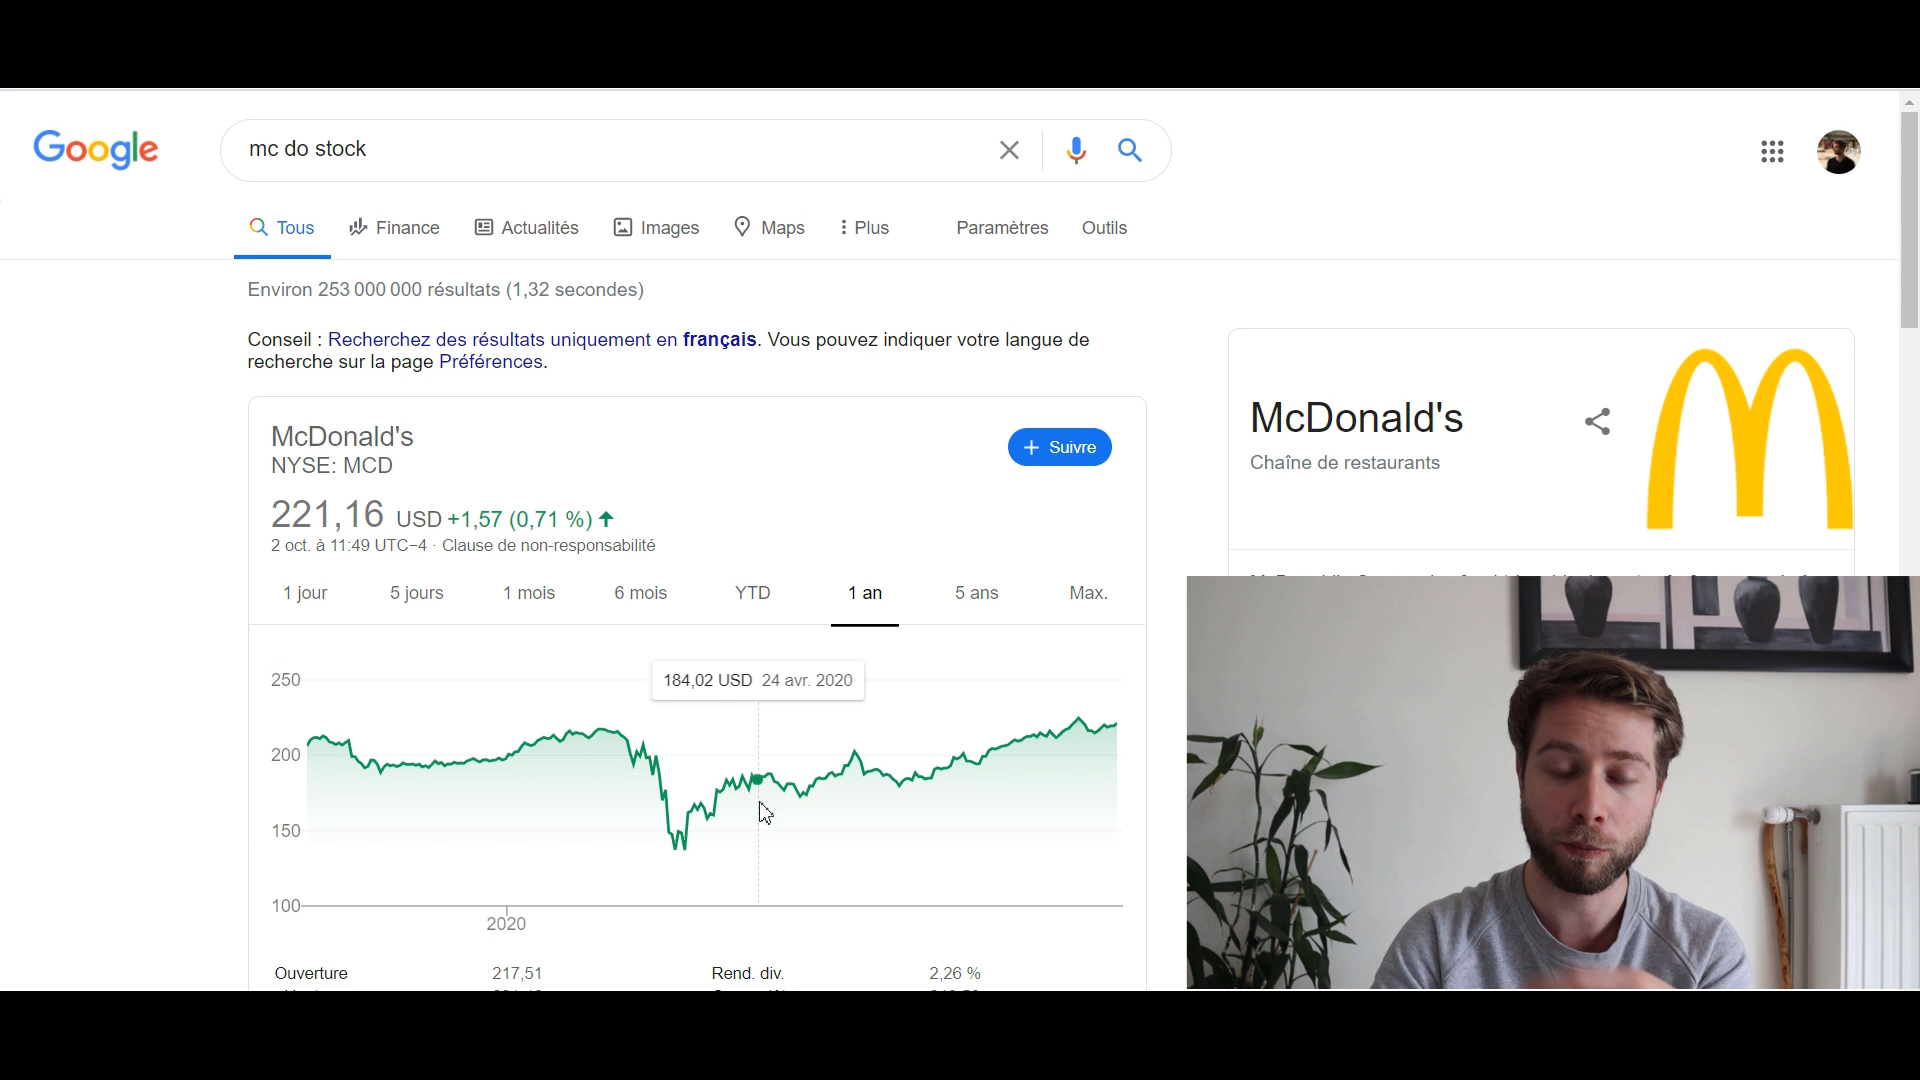 Google
mc do stock
Tous Finance Actualités Images Maps Plus Paramètres Outils
Environ 253 000 000 résultats (1,32 secondes)
Conseil : Recherchez des résultats uniquement en français. Vous pouvez indiquer votre langue de
recherche sur la page Préférences.
McDonald's
NYSE: MCD
+ Suivre
221,16 USD +1,57 (0,71 %)
2 oct. à 11:49 UTC−4 · Clause de non-responsabilité
1 jour 5 jours 1 mois 6 mois YTD 1 an 5 ans Max.
184,02 USD 24 avr. 2020
250
200
150
100
2020
Ouverture 217,51 Rend. div. 2,26 %
McDonald's
Chaîne de restaurants